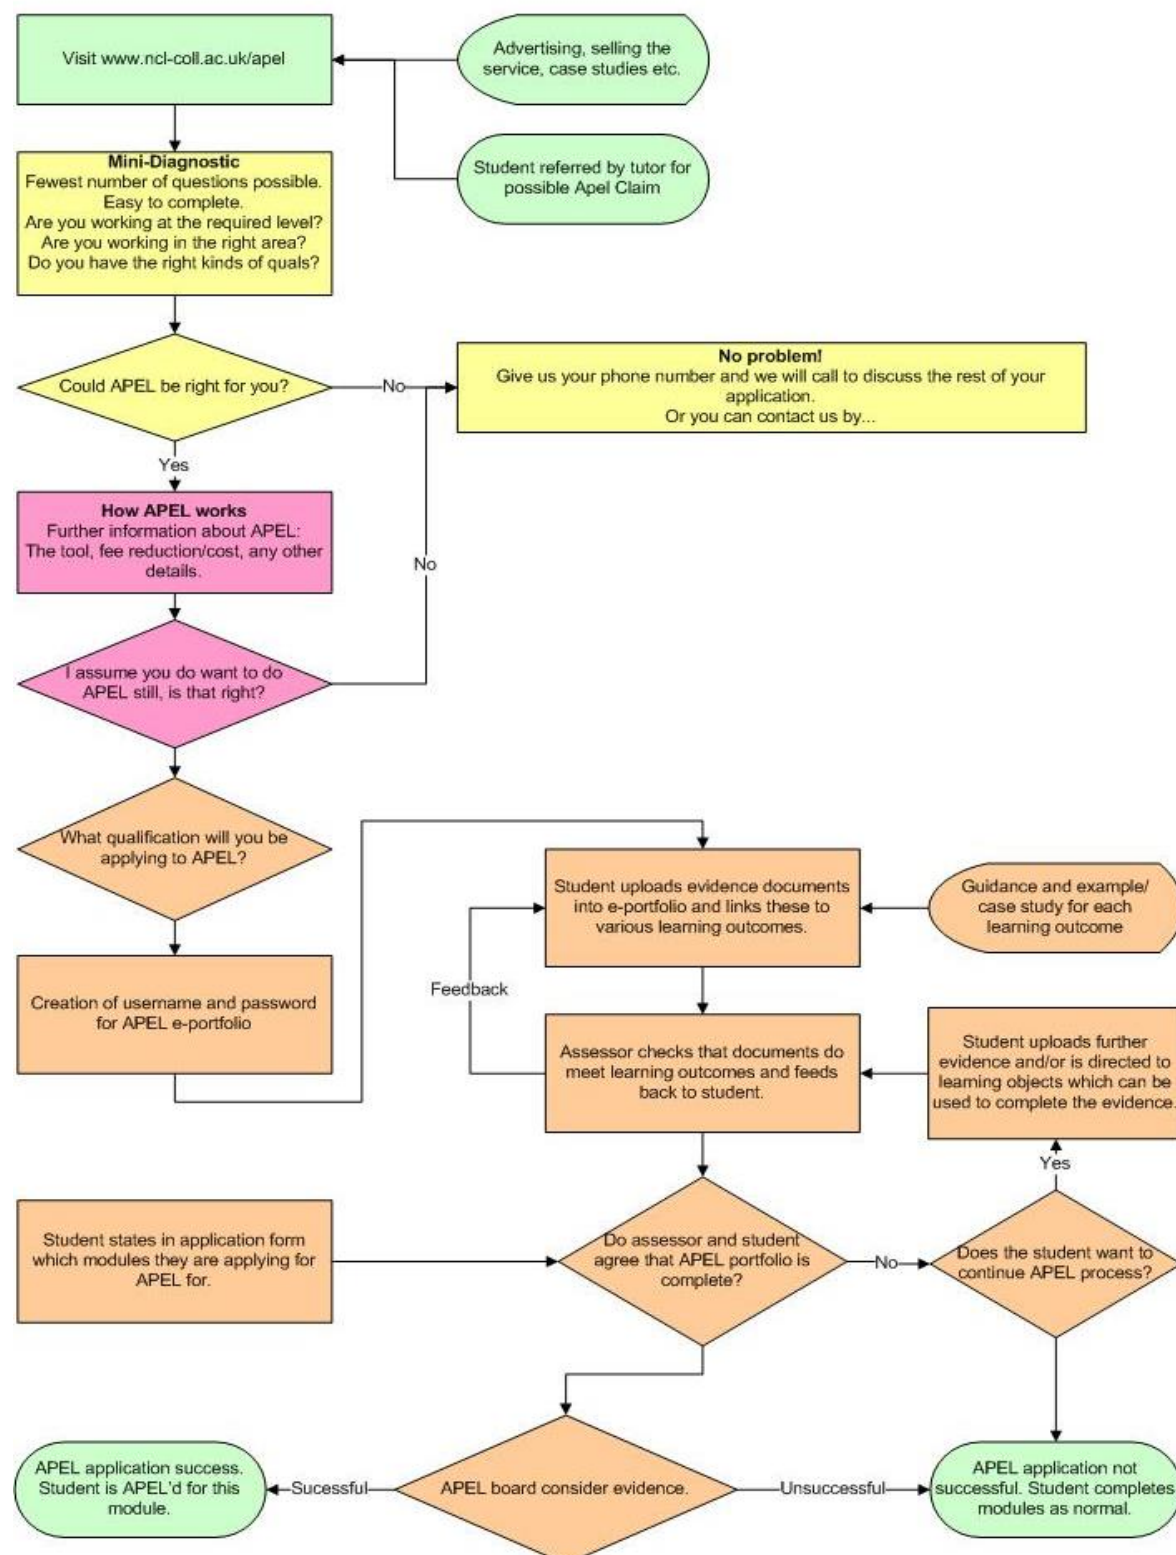 Visit www.ncl-coll.ac.uk/apel
Advertising, selling the
service, case studies etc.
Student referred by tutor for
possible Apel Claim
Mini-Diagnostic
Fewest number of questions possible.
Easy to complete.
Are you working at the required level?
Are you working in the right area?
Do you have the right kinds of quals?
Could APEL be right for you?
No
No problem!
Give us your phone number and we will call to discuss the rest of your
application.
Or you can contact us by...
Yes
How APEL works
Further information about APEL:
The tool, fee reduction/cost, any other
details.
No
I assume you do want to do
APEL still, is that right?
What qualification will you be
applying to APEL?
Student uploads evidence documents
into e-portfolio and links these to
various learning outcomes.
Guidance and example/
case study for each
learning outcome
Creation of username and password
for APEL e-portfolio
Feedback
Assessor checks that documents do
meet learning outcomes and feeds
back to student.
Student uploads further
evidence and/or is directed to
learning objects which can be
used to complete the evidence.
Yes
Student states in application form
which modules they are applying for
APEL for.
Do assessor and student
agree that APEL portfolio is
complete?
No
Does the student want to
continue APEL process?
APEL application success.
Student is APEL'd for this
module.
Sucessful
APEL board consider evidence.
Unsuccessful
APEL application not
successful. Student completes
modules as normal.